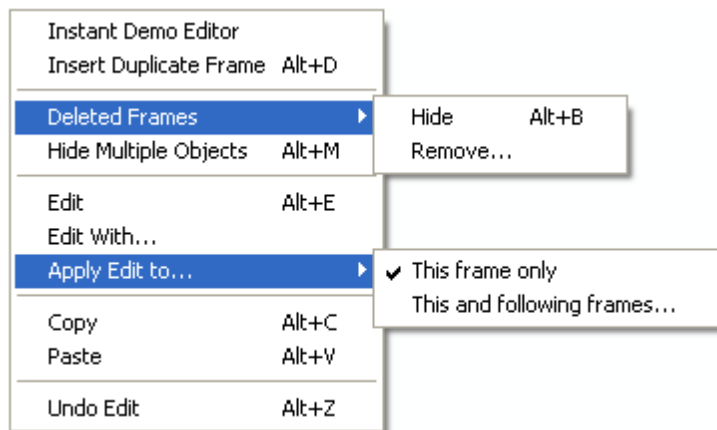 Instant Demo Editor
Insert Duplicate Frame Alt+D
Deleted Frames
Hide Multiple Objects Alt+M
Edit Alt+E
Edit With...
Apply Edit to...
Copy Alt+C
Paste Alt+V
Undo Edit Alt+Z
Hide Alt+B
Remove...
This frame only
This and following frames...